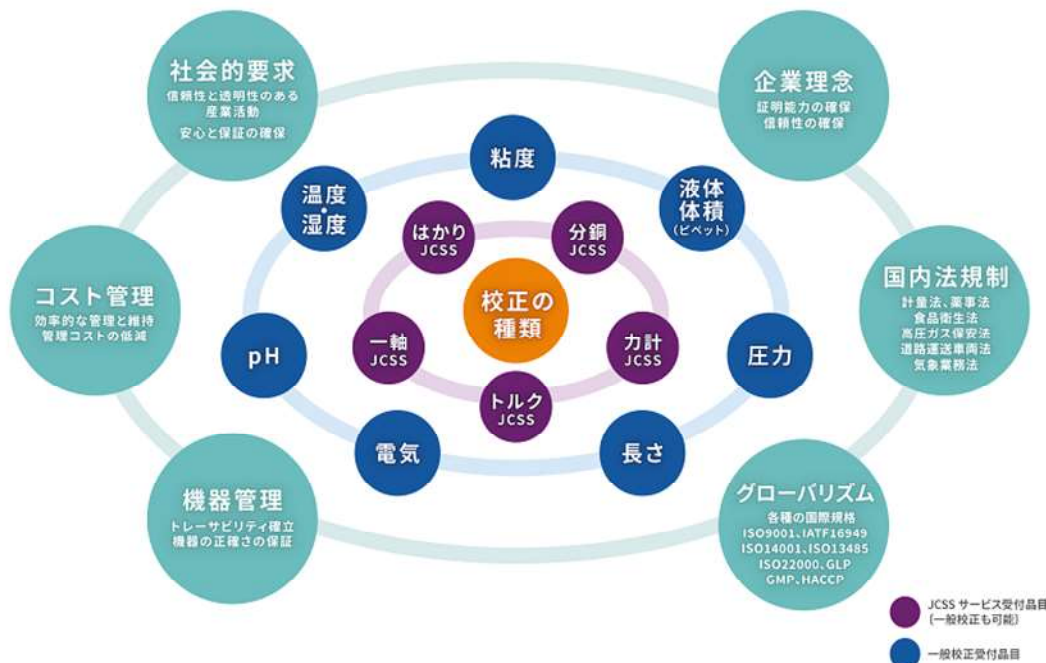 社会的要求
信頼性と透明性のある
産業活動
安心と保証の確保
企業理念
証明能力の確保
信頼性の確保
粘度
温度・
湿度
液体
体積
(ピペット)
はかり
JCSS
分銅
JCSS
校正の
種類
コスト管理
効率的な管理と維持
管理コストの低減
国内法規制
計量法、薬事法
食品衛生法
高圧ガス保安法
道路運送車両法
気象業務法
pH
一軸
JCSS
力計
JCSS
圧力
トルク
JCSS
電気
長さ
機器管理
トレーサビリティ確立
機器の正確さの保証
グローバリズム
各種の国際規格
ISO9001、IATF16949
ISO14001、ISO13485
ISO22000、GLP
GMP、HACCP
JCSS サービス受付品目
(一般校正も可能)
一般校正受付品目